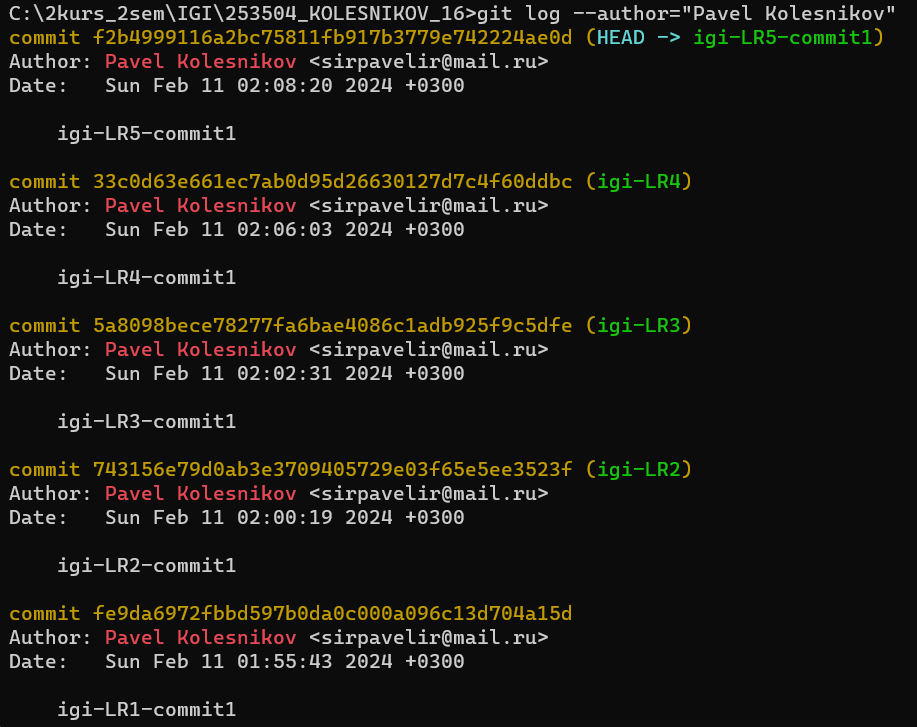 C:\2kurs_2sem\IGI\253504_KOLESNIKOV_16>git log --author="Pavel Kolesnikov"
commit f2b4999116a2bc75811fb917b3779e742224ae0d (HEAD -> igi-LR5-commit1)
Author: Pavel Kolesnikov <sirpavelir@mail.ru>
Date:   Sun Feb 11 02:08:20 2024 +0300
    igi-LR5-commit1
commit 33c0d63e661ec7ab0d95d26630127d7c4f60ddbc (igi-LR4)
Author: Pavel Kolesnikov <sirpavelir@mail.ru>
Date:   Sun Feb 11 02:06:03 2024 +0300
    igi-LR4-commit1
commit 5a8098bece78277fa6bae4086c1adb925f9c5dfe (igi-LR3)
Author: Pavel Kolesnikov <sirpavelir@mail.ru>
Date:   Sun Feb 11 02:02:31 2024 +0300
    igi-LR3-commit1
commit 743156e79d0ab3e3709405729e03f65e5ee3523f (igi-LR2)
Author: Pavel Kolesnikov <sirpavelir@mail.ru>
Date:   Sun Feb 11 02:00:19 2024 +0300
    igi-LR2-commit1
commit fe9da6972fbbd597b0da0c000a096c13d704a15d
Author: Pavel Kolesnikov <sirpavelir@mail.ru>
Date:   Sun Feb 11 01:55:43 2024 +0300
    igi-LR1-commit1